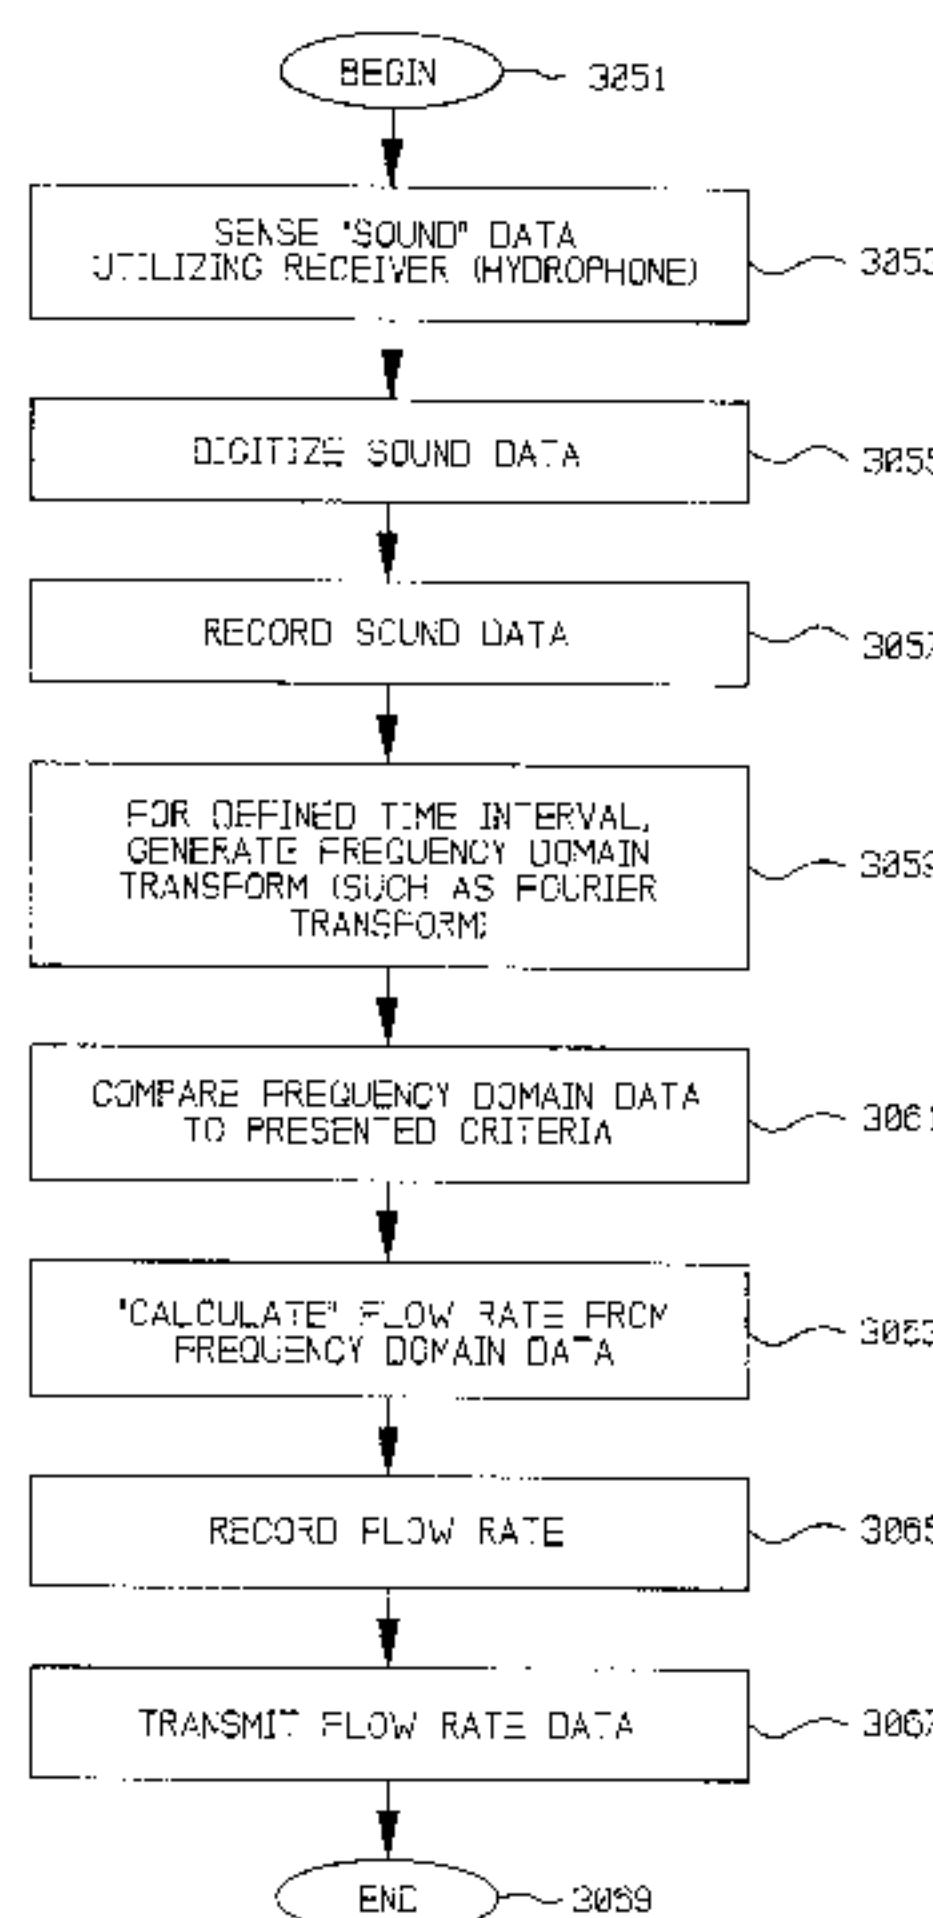 BEGIN
3051
SENSE "SOUND" DATA
UTILIZING RECEIVER (HYDROPHONE)
3053
DIGITIZE SOUND DATA
3055
RECORD SOUND DATA
3057
FOR DEFINED TIME INTERVAL,
GENERATE FREQUENCY DOMAIN
TRANSFORM (SUCH AS FOURIER
TRANSFORM)
3059
COMPARE FREQUENCY DOMAIN DATA
TO PRESENTED CRITERIA
3061
"CALCULATE" FLOW RATE FROM
FREQUENCY DOMAIN DATA
3063
RECORD FLOW RATE
3065
TRANSMIT FLOW RATE DATA
3067
END
3069